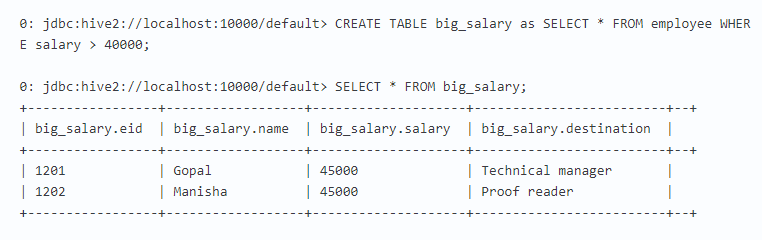 0: jdbc:hive2://localhost:10000/default> CREATE TABLE big_salary as SELECT * FROM employee WHER
E salary > 40000;
0: jdbc:hive2://localhost:10000/default> SELECT * FROM big_salary;
+-----------------+------------------+--------------------+-------------------------+--+
| big_salary.eid  | big_salary.name  | big_salary.salary  | big_salary.destination  |
+-----------------+------------------+--------------------+-------------------------+--+
| 1201            | Gopal            | 45000              | Technical manager       |
| 1202            | Manisha          | 45000              | Proof reader            |
+-----------------+------------------+--------------------+-------------------------+--+